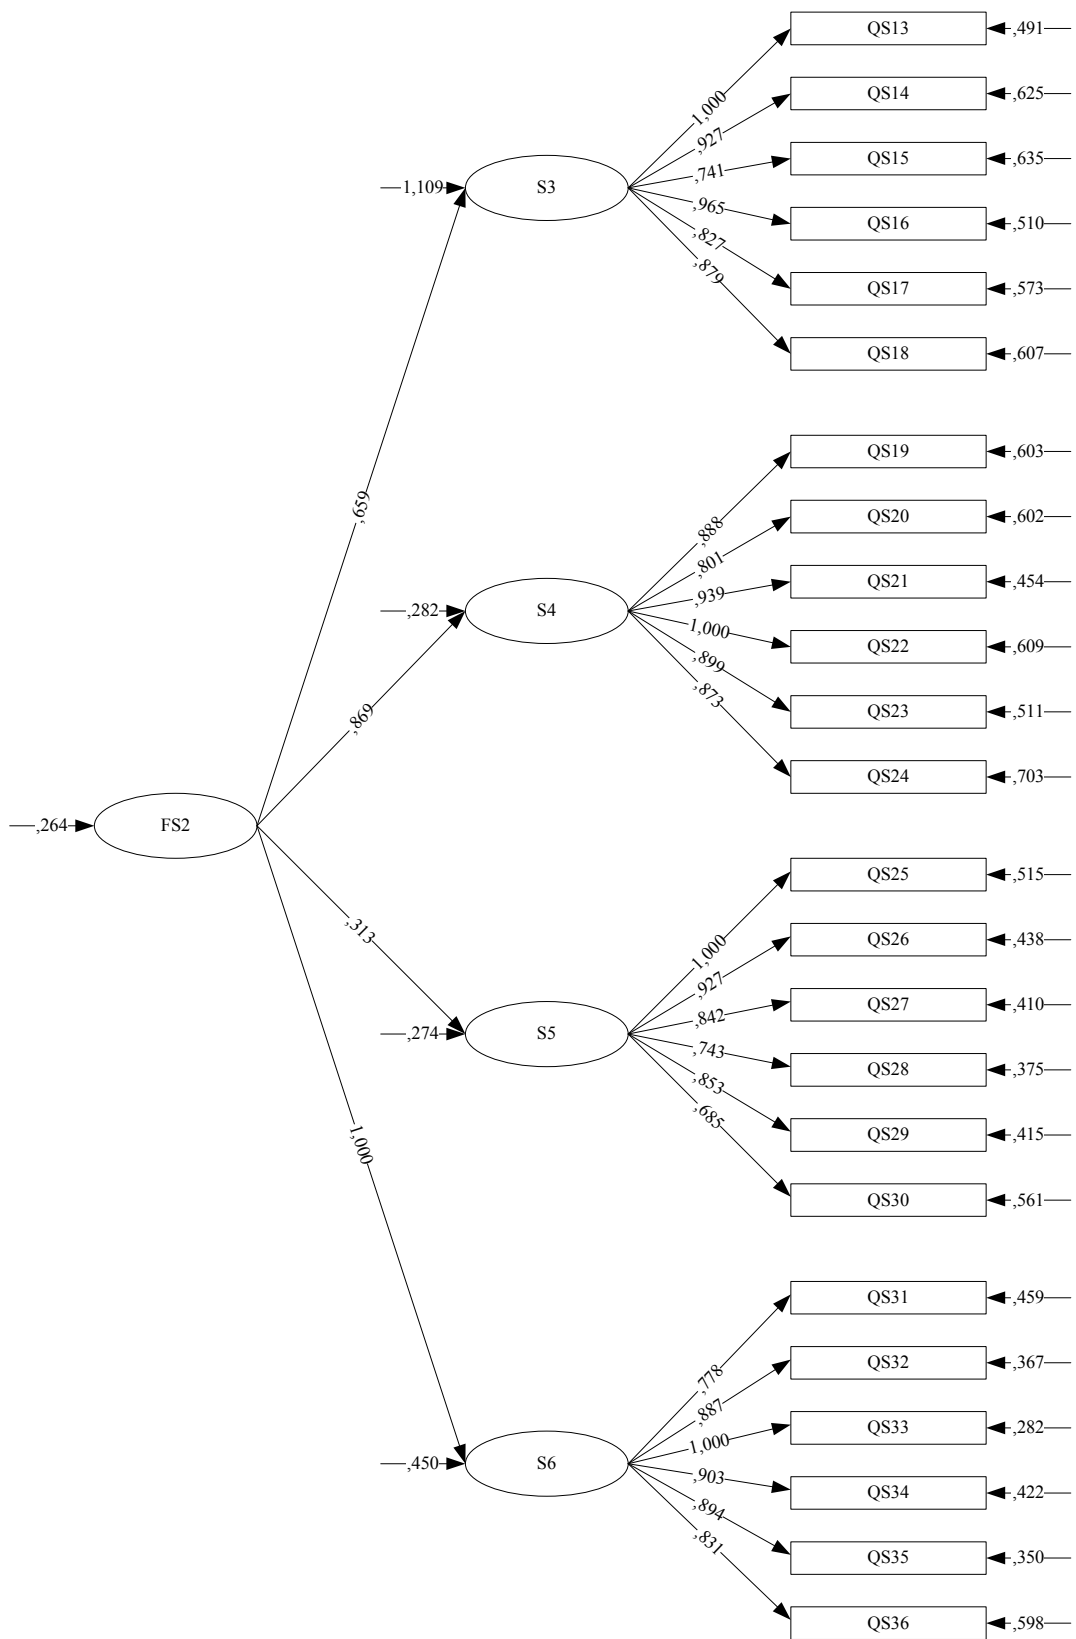 QS13
,491
1,000
QS14
,625
,927
QS15
,635
,741
1,109
S3
,965
QS16
,510
,827
QS17
,573
,879
QS18
,607
QS19
,603
,659
,888
QS20
,602
,801
QS21
,454
,939
,282
S4
1,000
QS22
,609
,899
QS23
,511
,873
,869
QS24
,703
,264
FS2
QS25
,515
,313
1,000
QS26
,438
,927
QS27
,410
,842
,274
S5
,743
QS28
,375
,853
QS29
,415
,685
1,000
QS30
,561
QS31
,459
,778
QS32
,367
,887
QS33
,282
1,000
,450
S6
,903
QS34
,422
,894
QS35
,350
,831
QS36
,598